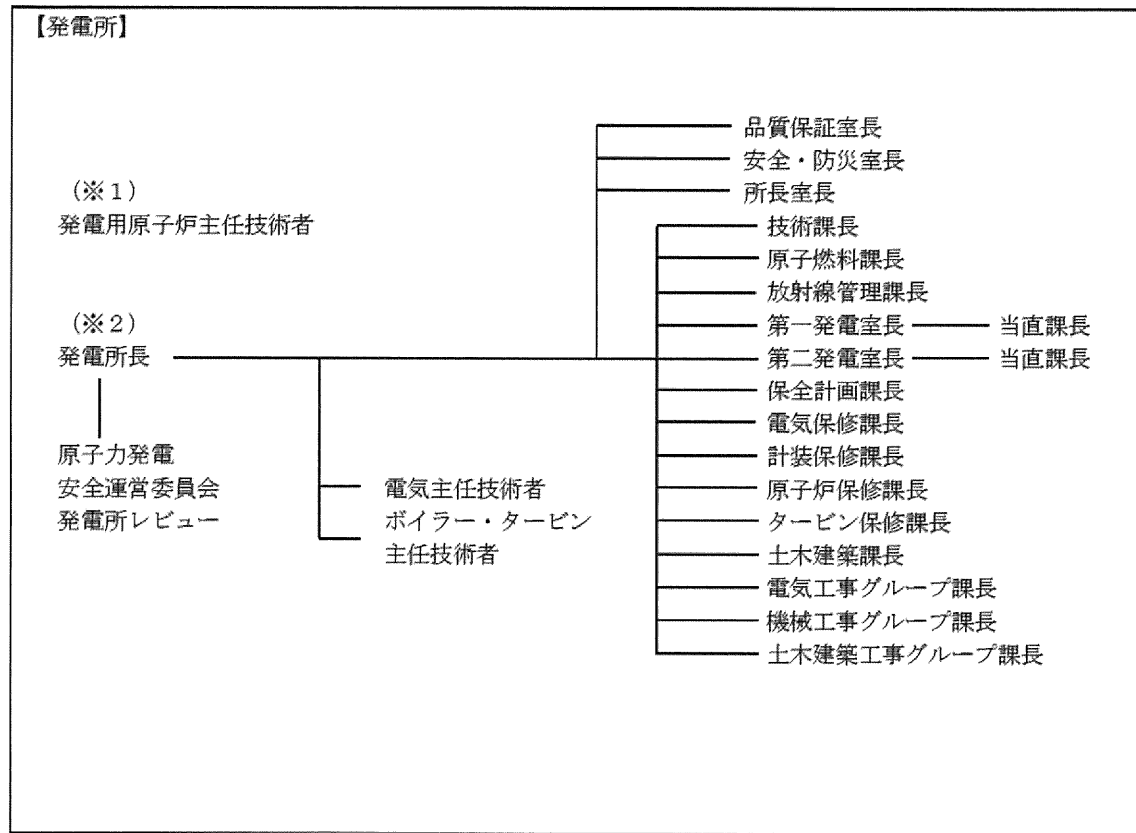 【発電所】
品質保証室長
安全・防災室長
所長室長
（※１）
発電用原子炉主任技術者
技術課長
原子燃料課長
放射線管理課長
（※２）
発電所長
第一発電室長 当直課長
第二発電室長 当直課長
保全計画課長
電気保修課長
計装保修課長
原子炉保修課長
タービン保修課長
土木建築課長
電気工事グループ課長
機械工事グループ課長
土木建築工事グループ課長
原子力発電
安全運営委員会
発電所レビュー
電気主任技術者
ボイラー・タービン
主任技術者